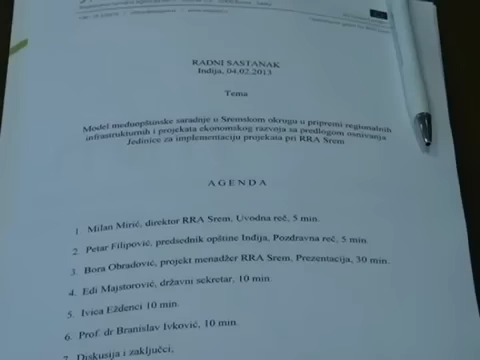 RADNI SASTANAK
Inđija, 04.02.2013
Tema
Model međuopštinske saradnje u Sremskom okrugu u pripremi regionalnih
infrastrukturnih i projekata ekonomskog razvoja sa predlogom osnivanja
Jedinice za implementaciju projekata pri RRA Srem
AGENDA
1. Milan Mirić, direktor RRA Srem, Uvodna reč, 5 min.
2. Petar Filipović, predsednik opštine Inđija, Pozdravna reč, 5 min.
3. Bora Obradović, projekt menadžer RRA Srem, Prezentacija, 30 min.
4. Edi Majstorović, državni sekretar, 10 min.
5. Ivica Eždenci 10 min.
6. Prof. dr Branislav Ivković, 10 min.
7. Diskusija i zaključci;